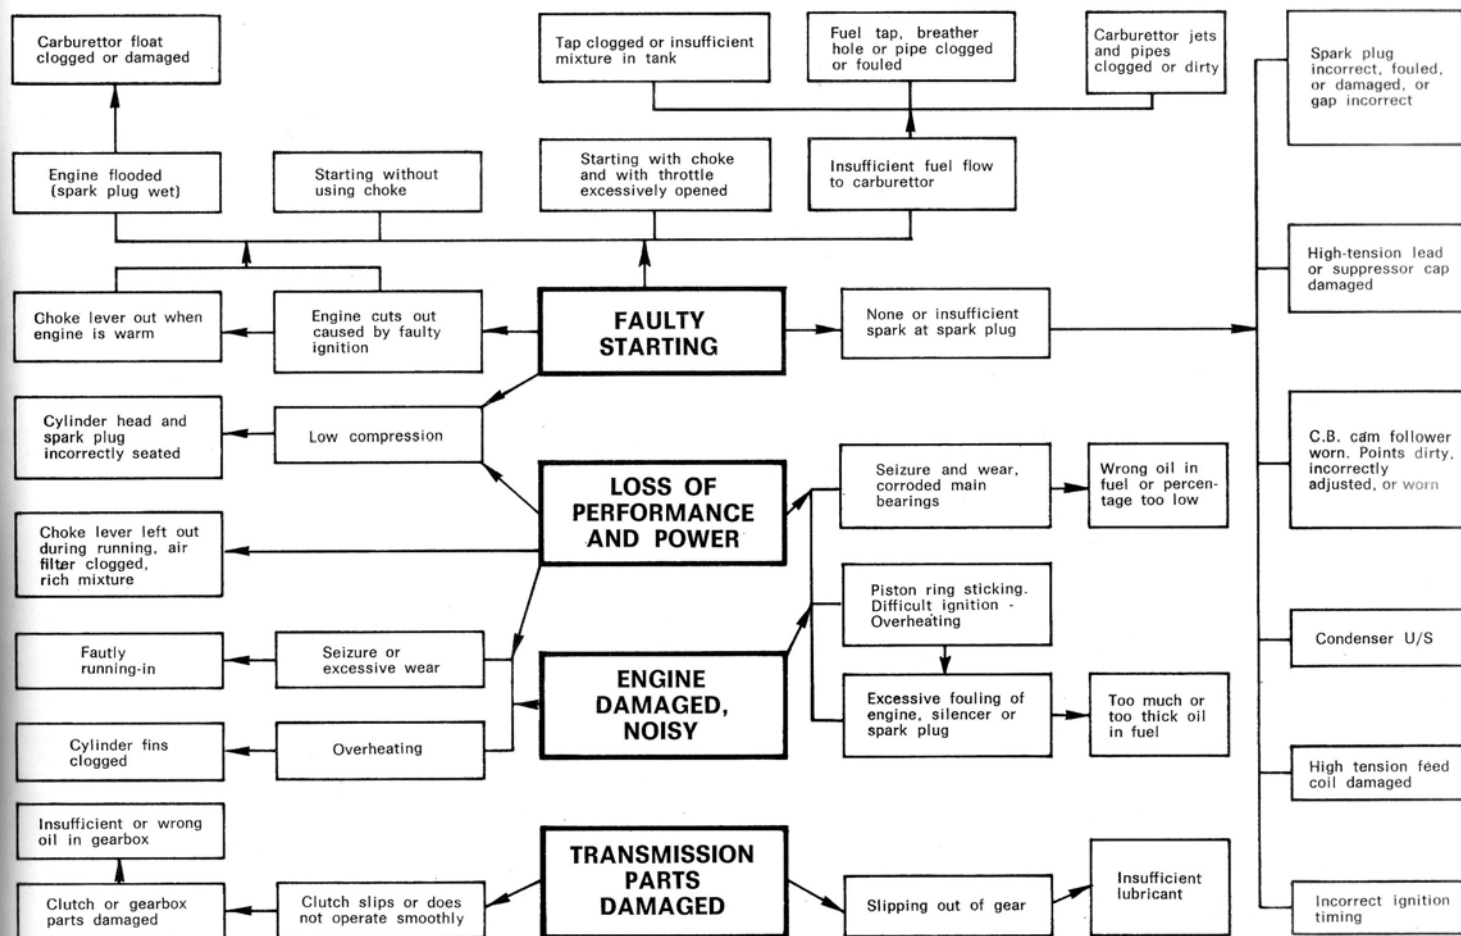 Carburettor float
clogged or damaged
Tap clogged or insufficient
mixture in tank
Fuel tap, breather
hole or pipe clogged
or fouled
Carburettor jets
and pipes
clogged or dirty
Spark plug
incorrect, fouled,
or damaged, or
gap incorrect
Engine flooded
(spark plug wet)
Starting without
using choke
Starting with choke
and with throttle
excessively opened
Insufficient fuel flow
to carburettor
High-tension lead
or suppressor cap
damaged
Choke lever out when
engine is warm
Engine cuts out
caused by faulty
ignition
FAULTY
STARTING
None or insufficient
spark at spark plug
Cylinder head and
spark plug
incorrectly seated
Low compression
LOSS OF
PERFORMANCE
AND POWER
Seizure and wear,
corroded main
bearings
Wrong oil in
fuel or percen-
tage too low
C.B. cam follower
worn. Points dirty,
incorrectly
adjusted, or worn
Choke lever left out
during running, air
filter clogged,
rich mixture
Piston ring sticking.
Difficult ignition -
Overheating
Fautly
running-in
Seizure or
excessive wear
ENGINE
DAMAGED,
NOISY
Condenser U/S
Excessive fouling of
engine, silencer or
spark plug
Too much or
too thick oil
in fuel
Cylinder fins
clogged
Overheating
High tension feed
coil damaged
Insufficient or wrong
oil in gearbox
TRANSMISSION
PARTS
DAMAGED
Insufficient
lubricant
Clutch or gearbox
parts damaged
Clutch slips or does
not operate smoothly
Slipping out of gear
Incorrect ignition
timing